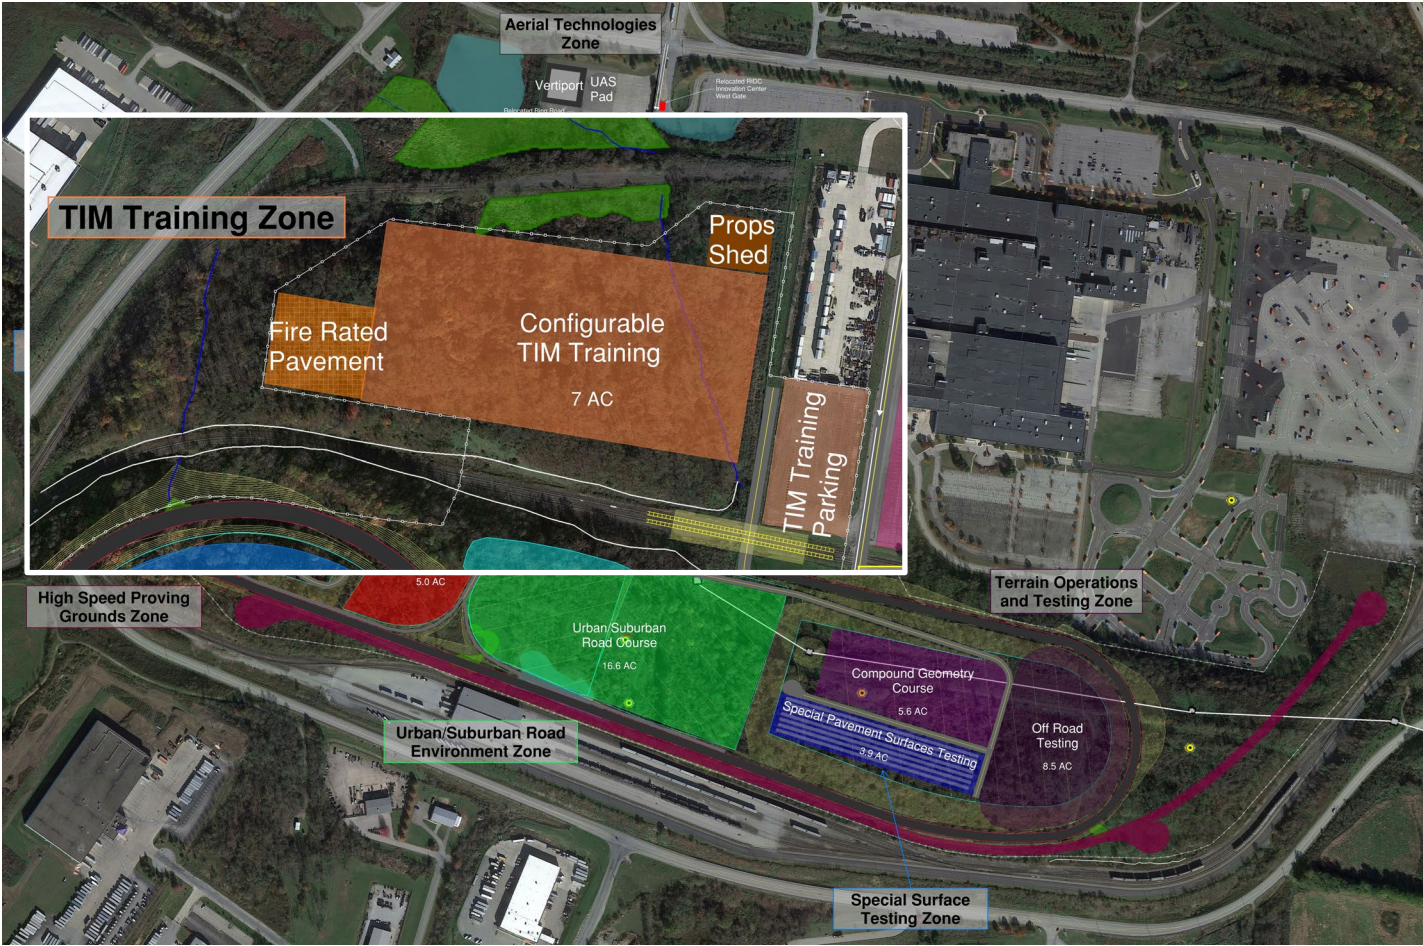 Aerial Technologies
Zone
Vertiport
UAS
Pad
Relocated RIDC
Innovation Center
West Gate
Relocated Ring Road
TIM Training Zone
Props
Shed
Fire Rated
Pavement
Configurable
TIM Training
7 AC
TIM Training
Parking
5.0 AC
High Speed Proving
Grounds Zone
Terrain Operations
and Testing Zone
Urban/Suburban
Road Course
16.6 AC
Compound Geometry
Course
5.6 AC
Special Pavement Surfaces Testing
3.9 AC
Off Road
Testing
8.5 AC
Urban/Suburban Road
Environment Zone
Special Surface
Testing Zone